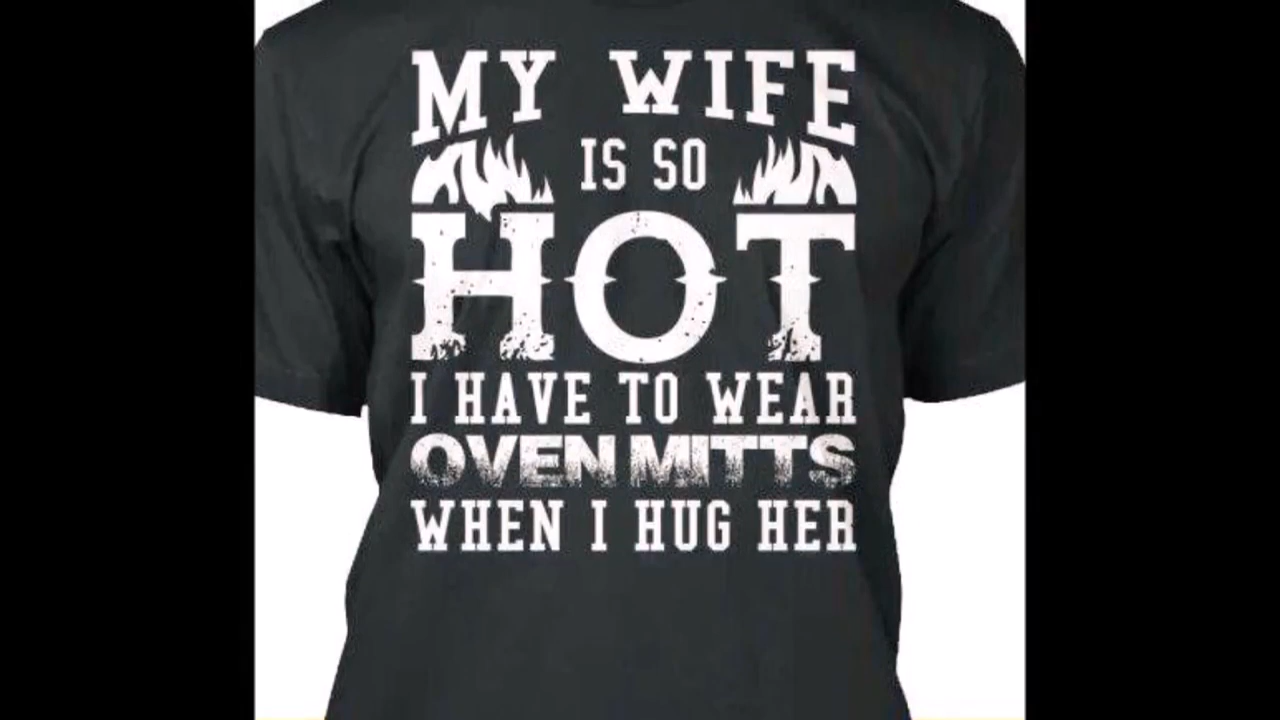 MY WIFE
IS SO
HOT
I HAVE TO WEAR
OVEN MITTS
WHEN I HUG HER